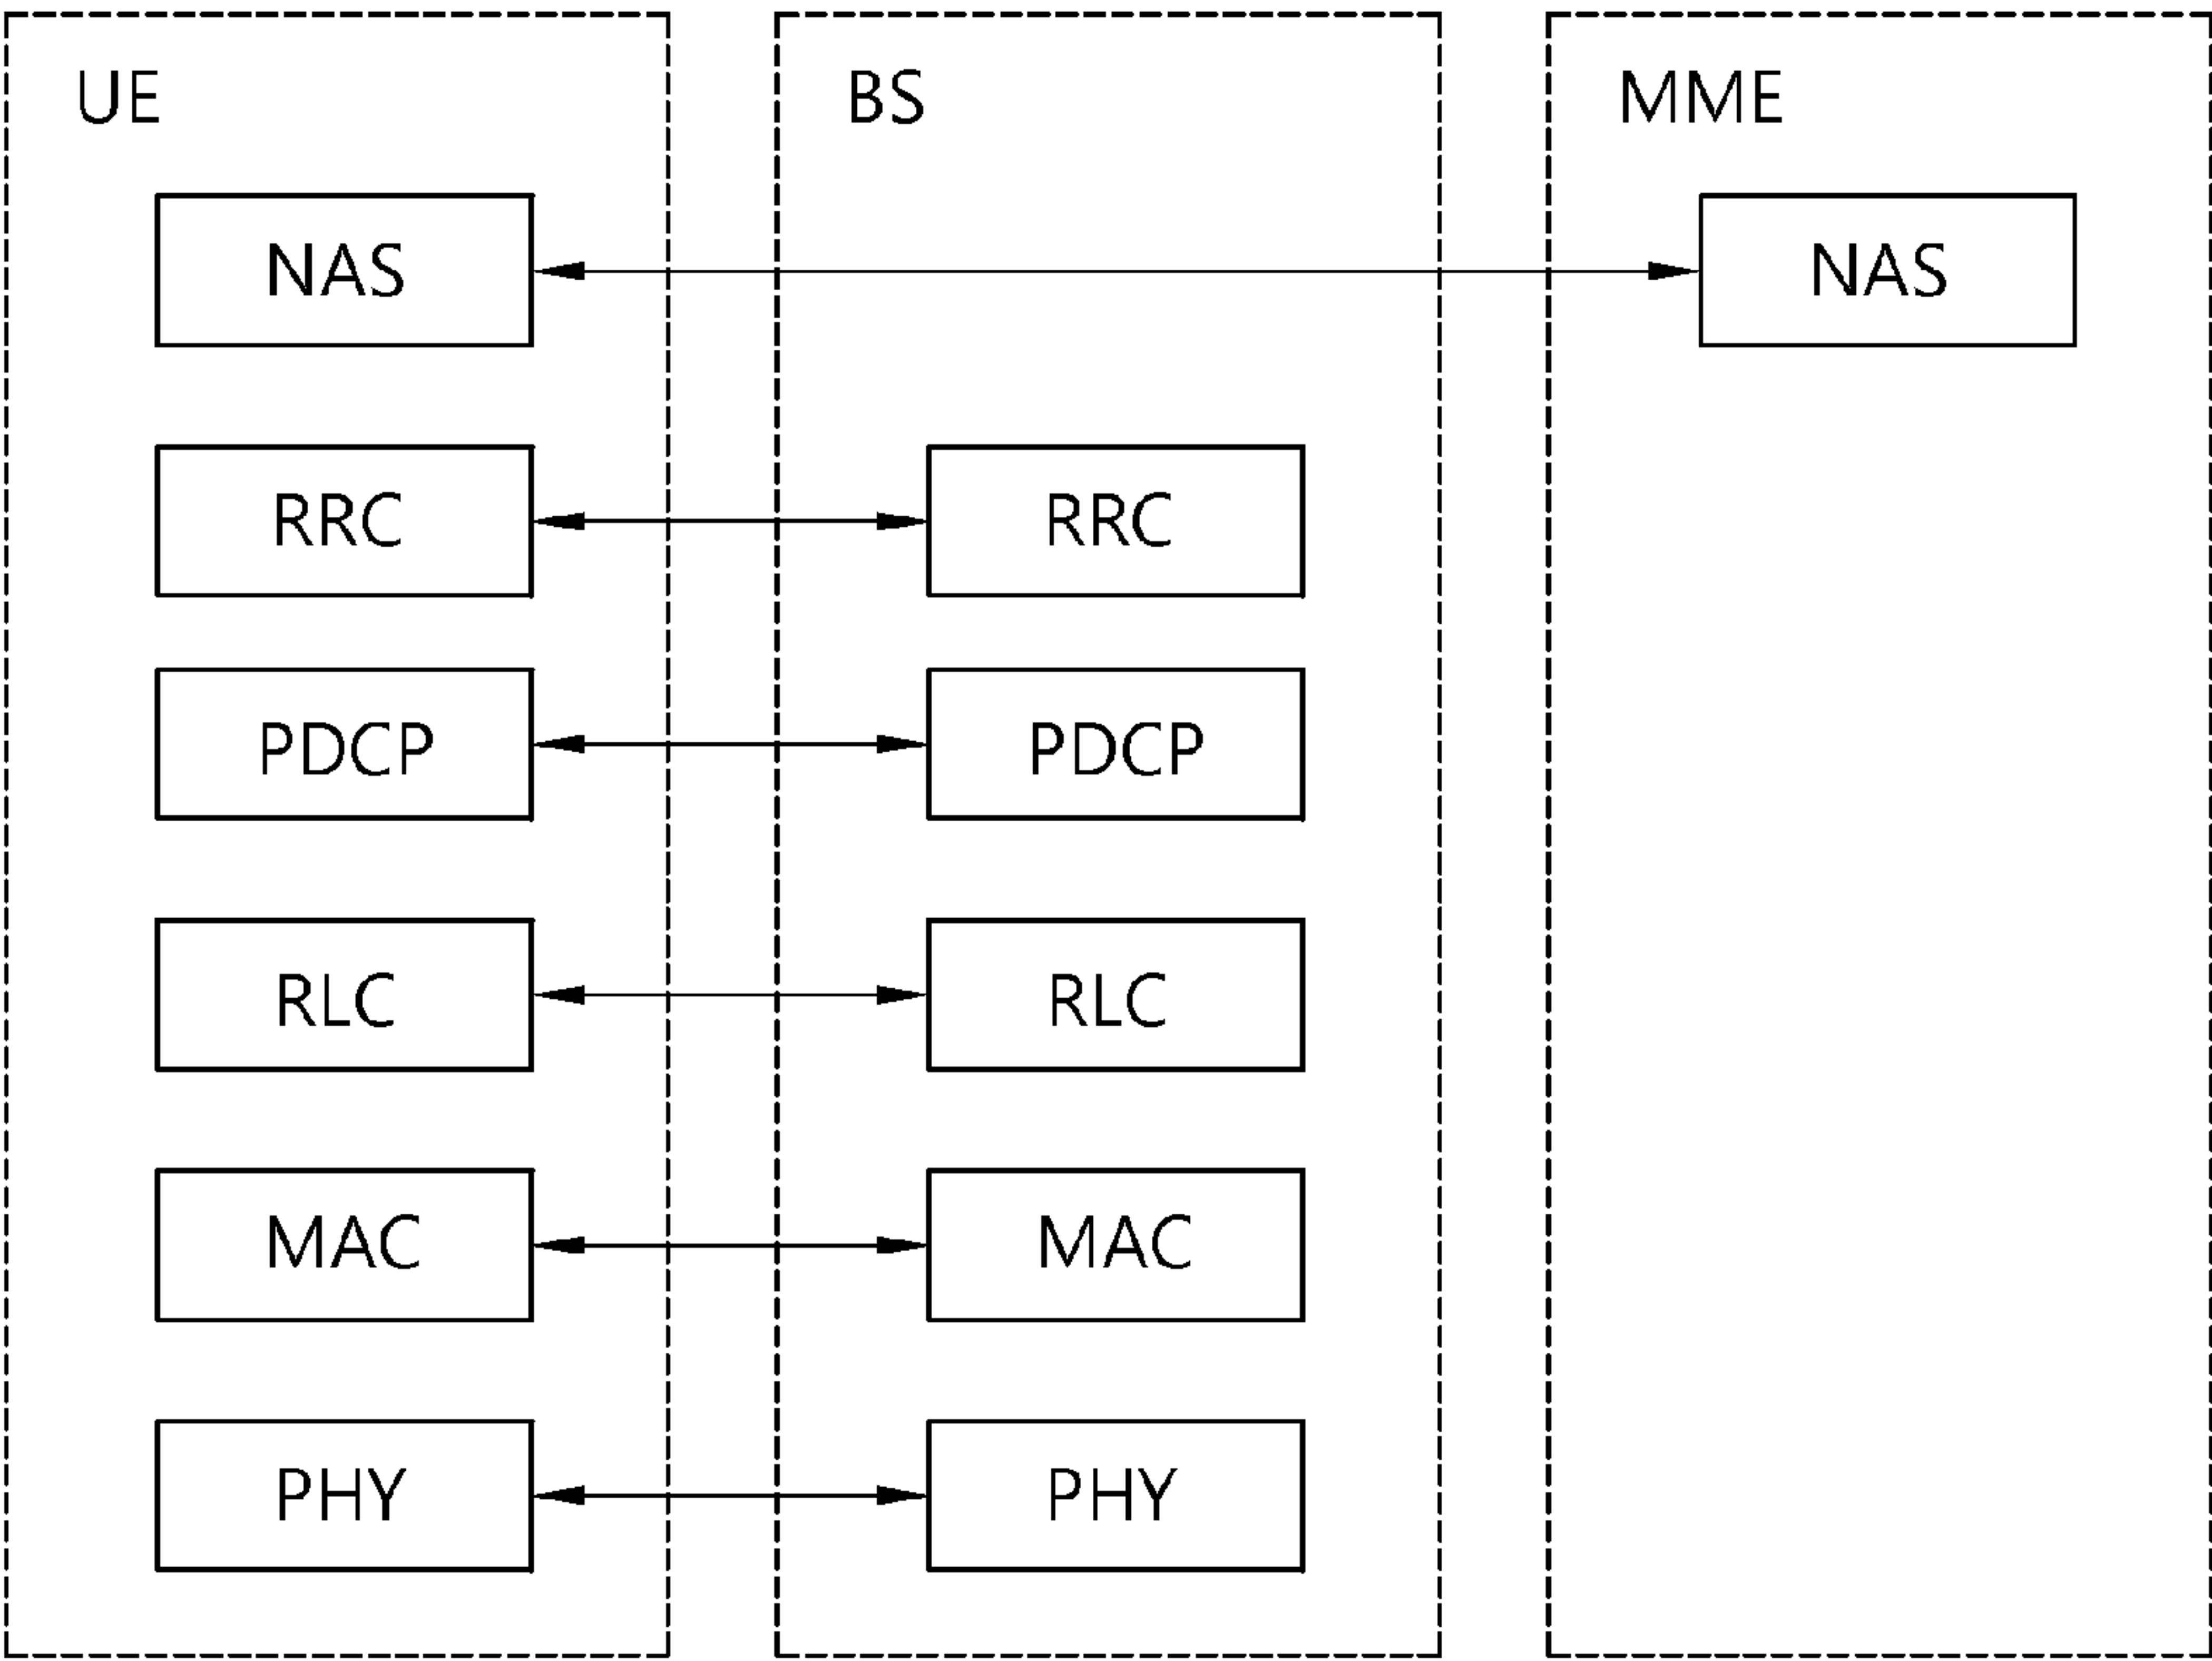 UE
BS
MME
NAS
NAS
RRC
RRC
PDCP
PDCP
RLC
RLC
MAC
MAC
PHY
PHY